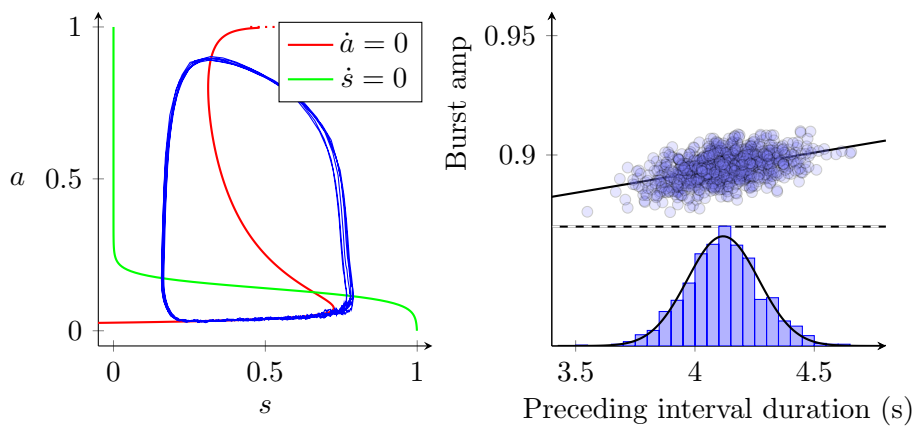 1
0.5
0
a
0
0.5
1
s
ȧ = 0
ṡ = 0
0.95
0.9
Burst amp
3.5
4
4.5
Preceding interval duration (s)